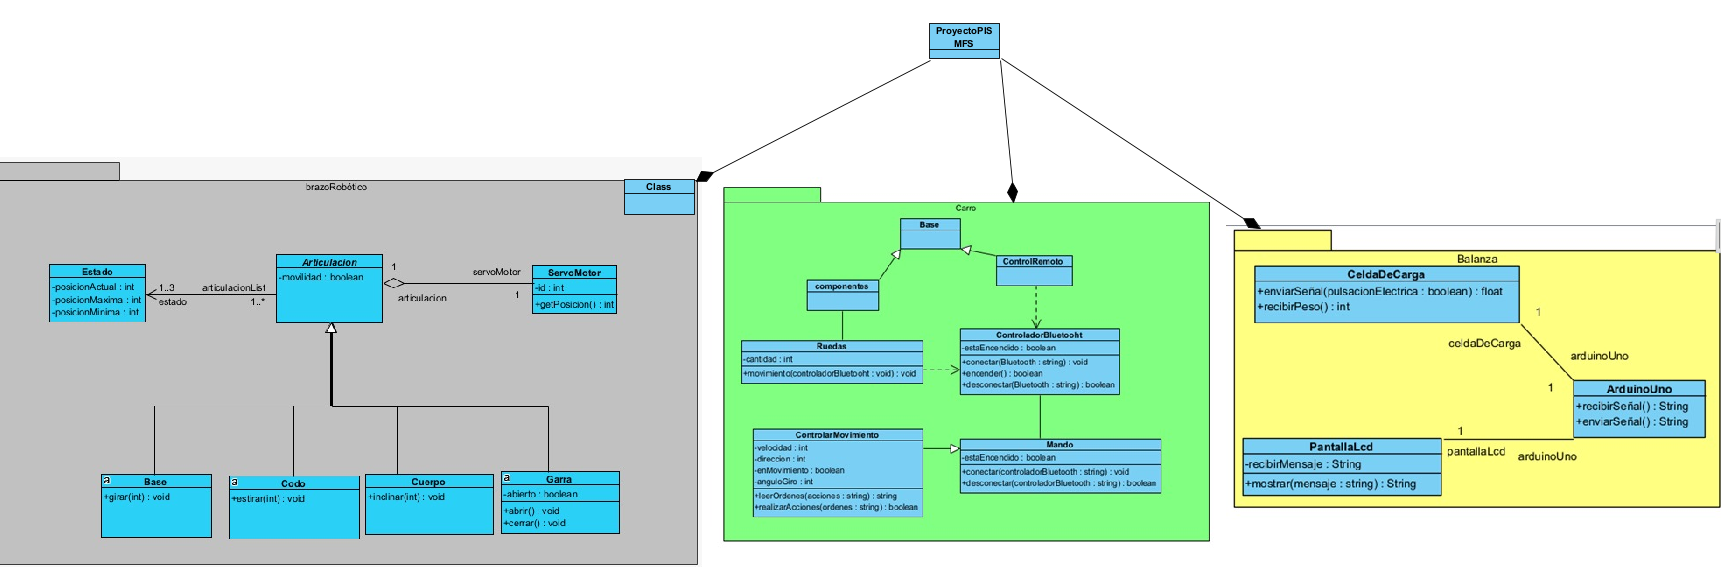 ProyectoPIS
MFS
brazoRobótico
Class
Estado
-posicionActual : int
-posicionMaxima : int
-posicionMinima : int
1..3
estado
articulacionList
1..*
Articulacion
-movilidad : boolean
1
articulacion
servoMotor
1
ServoMotor
-id : int
+getPosicion() : int
a
Base
+girar(int) : void
a
Codo
+estirar(int) : void
Cuerpo
+inclinar(int) : void
a
Garra
-abierto : boolean
+abrir() : void
+cerrar() : void
Carro
Base
ControlRemoto
componentes
Ruedas
-cantidad : int
+movimiento(controladorBluetooht : void) : void
ControladorBluetooht
-estaEncendido : boolean
+conectar(Bluetooth : string) : void
+encender() : boolean
+desconectar(Bluetooth : string) : boolean
ControlarMovimiento
-velocidad : int
-direccion : int
-enMovimiento : boolean
-anguloGiro : int
+leerOrdenes(acciones : string) : string
+realizarAcciones(ordenes : string) : boolean
Mando
-estaEncendido : boolean
+conectar(controladorBluetooth : string) : void
+desconectar(controladorBluetooth : string) : boolean
Balanza
CeldaDeCarga
+enviarSeñal(pulsacionElectrica : boolean) : float
+recibirPeso() : int
1
celdaDeCarga
arduinoUno
1
ArduinoUno
+recibirSeñal() : String
+enviarSeñal() : String
PantallaLcd
-recibirMensaje : String
+mostrar(mensaje : string) : String
1
pantallaLcd
arduinoUno